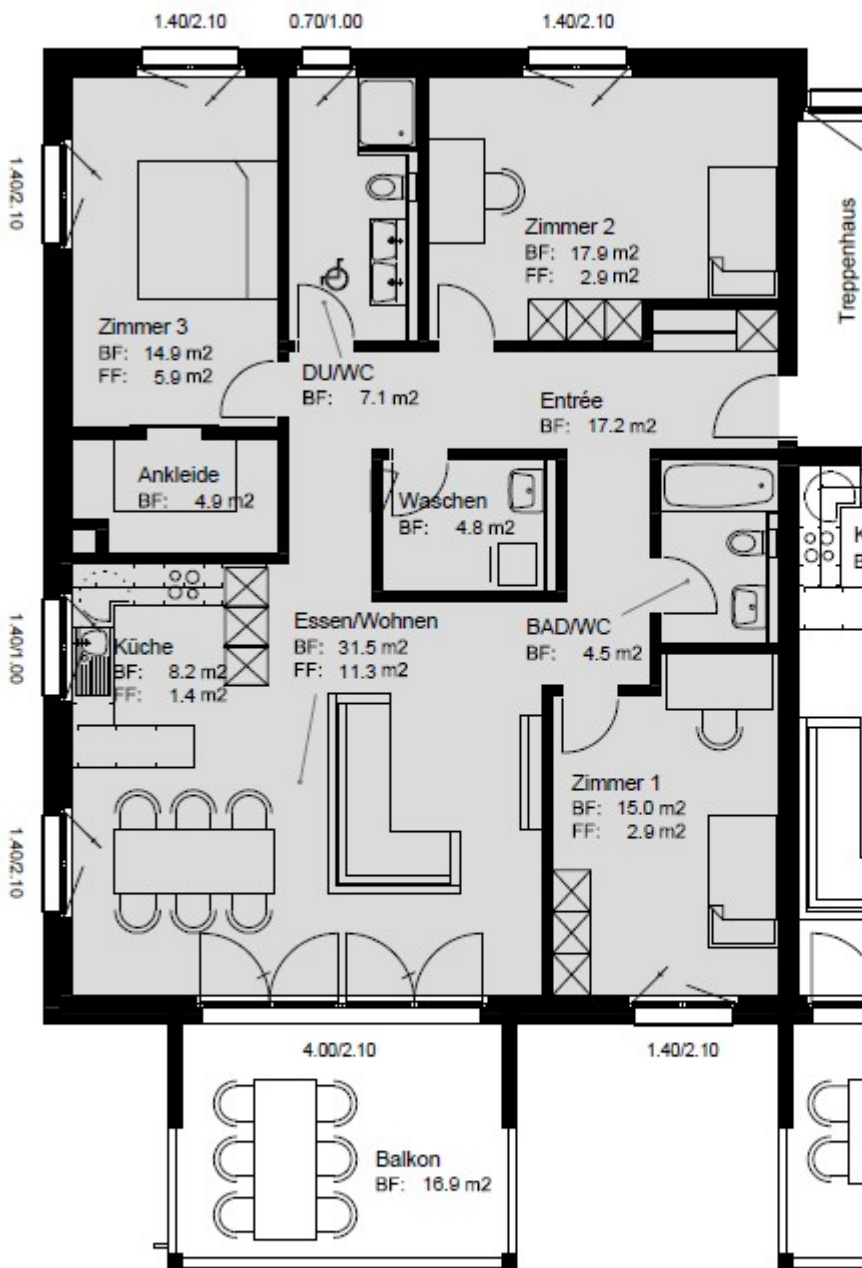 1.40/2.10
0.70/1.00
1.40/2.10
1.40/2.10
Treppenhaus
Zimmer 2
BF: 17.9 m2
FF: 2.9 m2
Zimmer 3
BF: 14.9 m2
FF: 5.9 m2
DU/WC
BF: 7.1 m2
Entrée
BF: 17.2 m2
Ankleide
BF: 4.9 m2
Waschen
BF: 4.8 m2
K
B
1.40/1.00
Küche
BF: 8.2 m2
FF: 1.4 m2
Essen/Wohnen
BF: 31.5 m2
FF: 11.3 m2
BAD/WC
BF: 4.5 m2
Zimmer 1
BF: 15.0 m2
FF: 2.9 m2
1.40/2.10
4.00/2.10
1.40/2.10
Balkon
BF: 16.9 m2